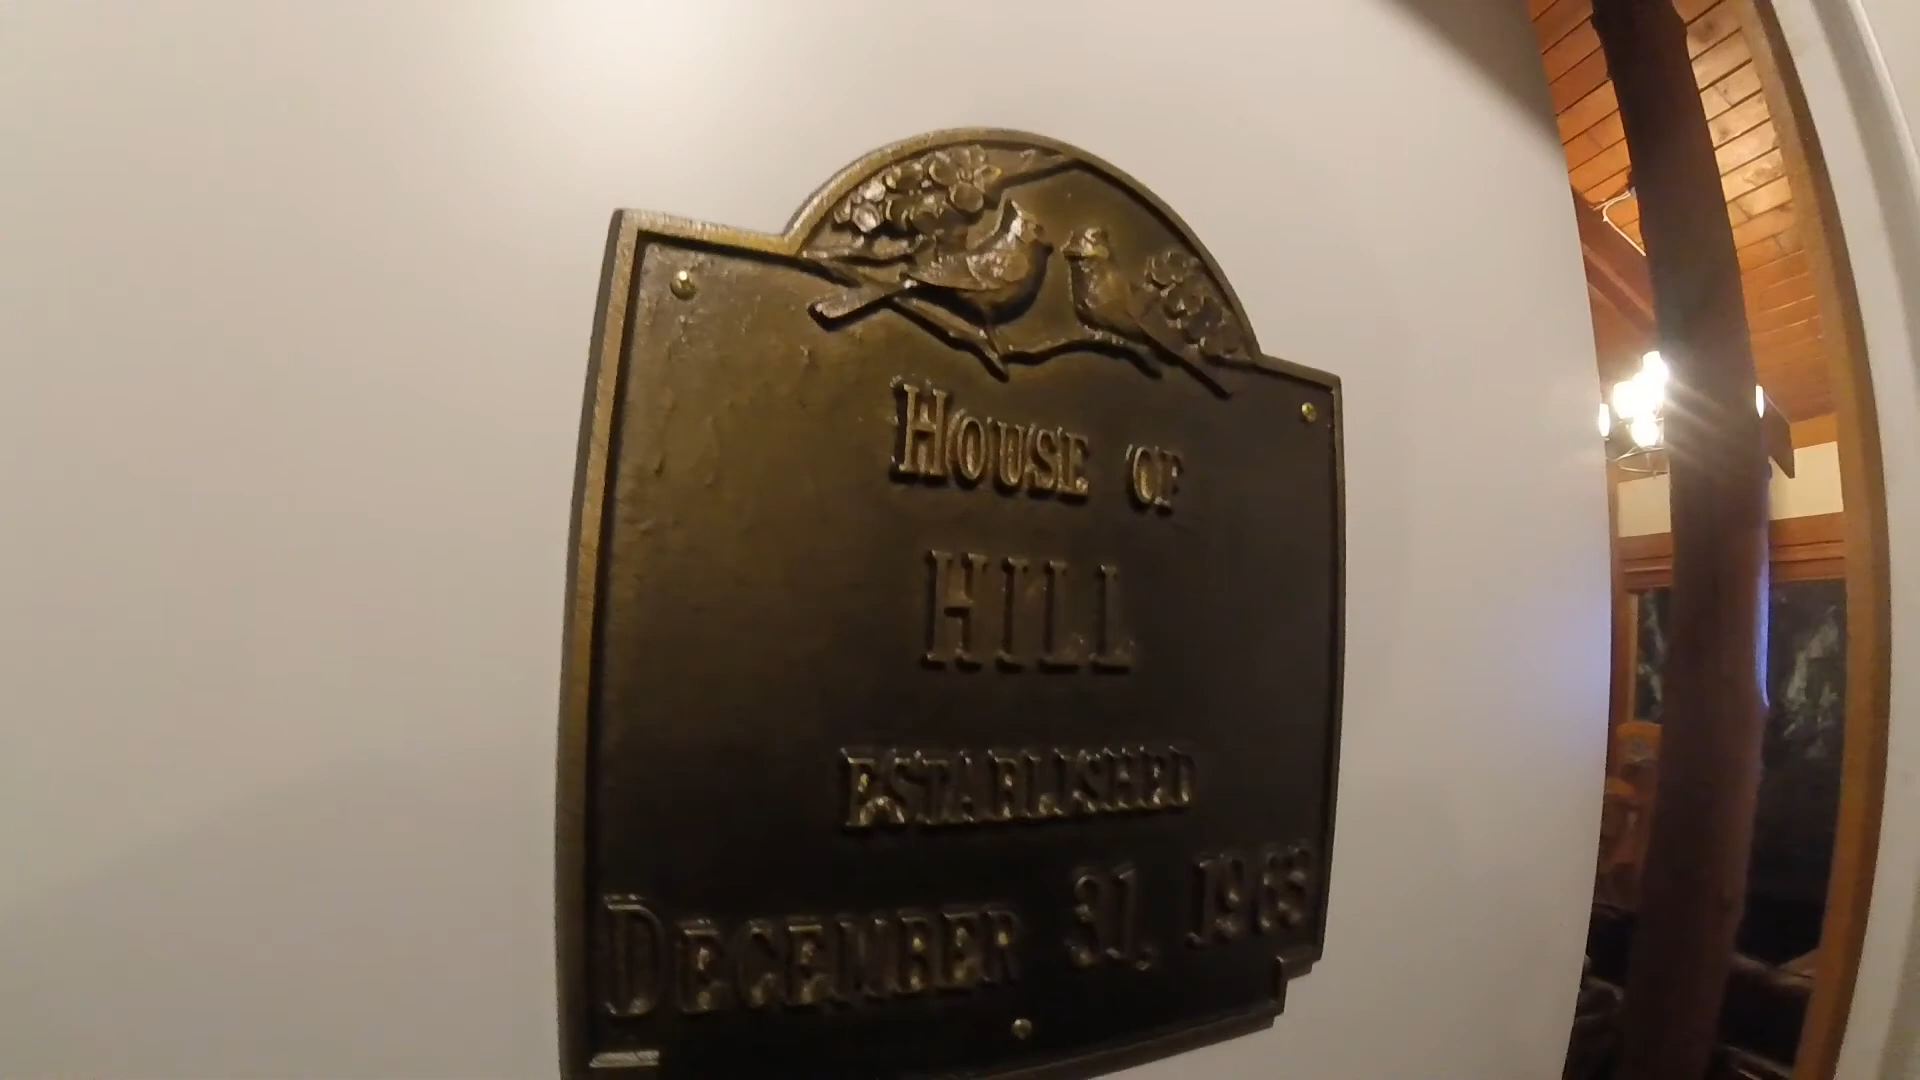 HOUSE OF
HILL
ESTABLISHED
DECEMBER 31,